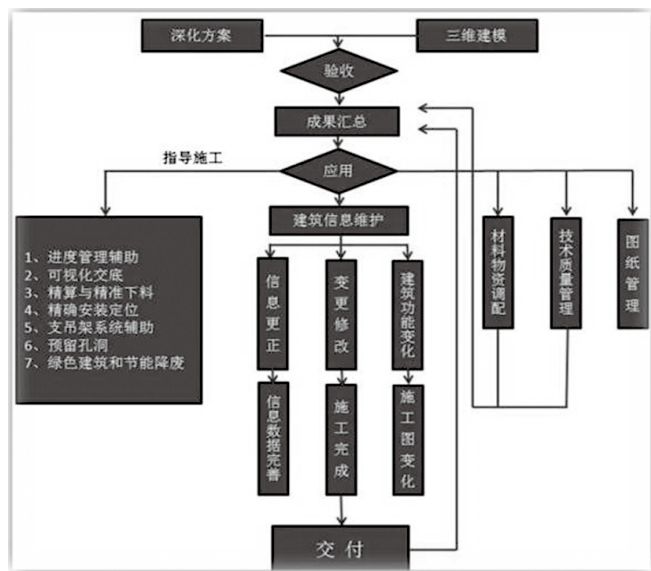 深化方案
三维建模
验收
成果汇总
指导施工
应用
建筑信息维护
1、进度管理辅助
2、可视化交底
3、精算与精准下料
4、精确安装定位
5、支吊架系统辅助
6、预留孔洞
7、绿色建筑和节能降废
信息更正
变更修改
建筑功能变化
材料物资调配
技术质量管理
图纸管理
信息数据完善
施工完成
施工图变化
交付